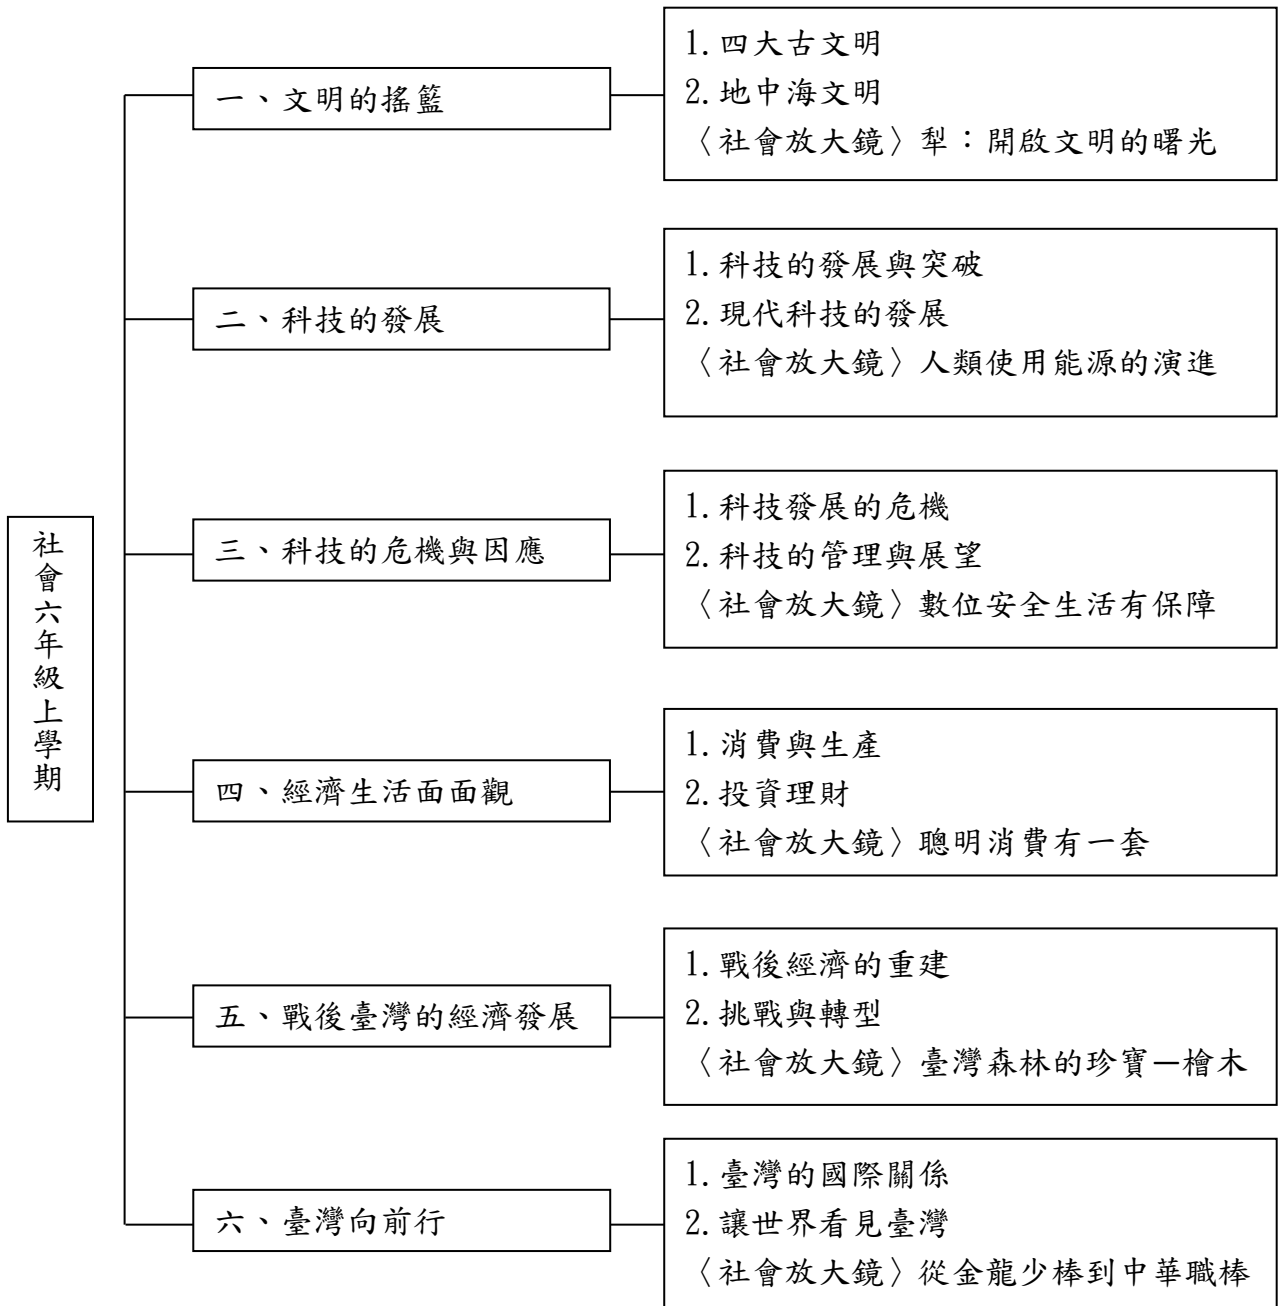 社會六年級上學期
一、文明的搖籃
1.四大古文明
2.地中海文明
〈社會放大鏡〉犁：開啟文明的曙光
二、科技的發展
1.科技的發展與突破
2.現代科技的發展
〈社會放大鏡〉人類使用能源的演進
三、科技的危機與因應
1.科技發展的危機
2.科技的管理與展望
〈社會放大鏡〉數位安全生活有保障
四、經濟生活面面觀
1.消費與生產
2.投資理財
〈社會放大鏡〉聰明消費有一套
五、戰後臺灣的經濟發展
1.戰後經濟的重建
2.挑戰與轉型
〈社會放大鏡〉臺灣森林的珍寶—檜木
六、臺灣向前行
1.臺灣的國際關係
2.讓世界看見臺灣
〈社會放大鏡〉從金龍少棒到中華職棒